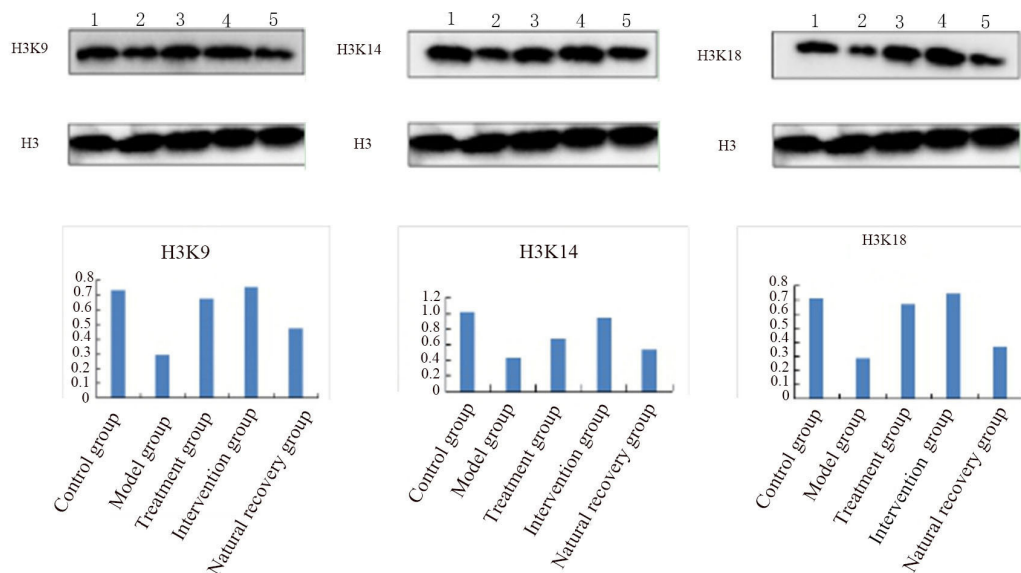 1 2 3 4 5
H3K9
H3
1 2 3 4 5
H3K14
H3
1 2 3 4 5
H3K18
H3
H3K9
0.8
0.7
0.6
0.5
0.4
0.3
0.2
0.1
0
Control group
Model group
Treatment group
Intervention group
Natural recovery group
H3K14
1.2
1.0
0.8
0.6
0.4
0.2
0
Control group
Model group
Treatment group
Intervention group
Natural recovery group
H3K18
0.8
0.7
0.6
0.5
0.4
0.3
0.2
0.1
0
Control group
Model group
Treatment group
Intervention group
Natural recovery group